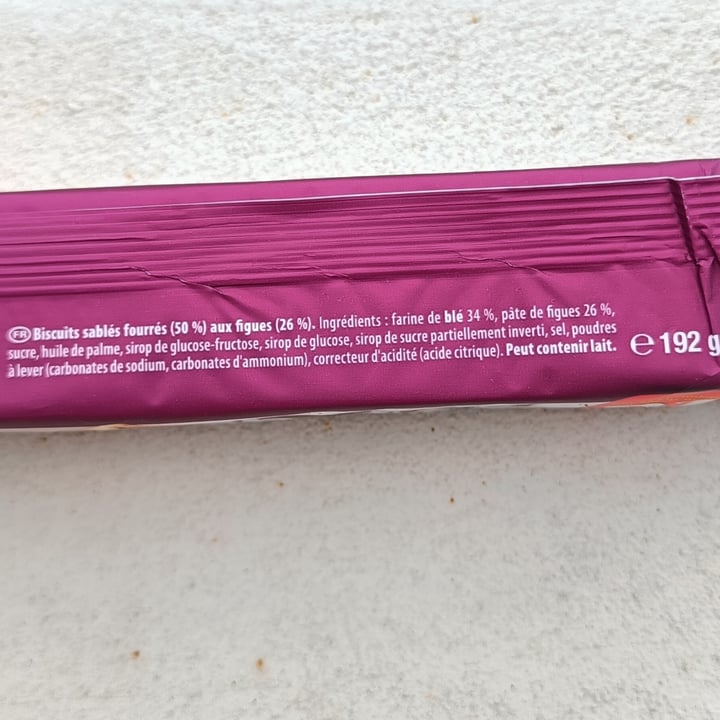 FR Biscuits sablés fourrés (50 %) aux figues (26 %). Ingrédients : farine de blé 34 %, pâte de figues 26 %,
sucre, huile de palme, sirop de glucose-fructose, sirop de glucose, sirop de sucre partiellement inverti, sel, poudres
à lever (carbonates de sodium, carbonates d'ammonium), correcteur d'acidité (acide citrique). Peut contenir lait.
℮ 192 g